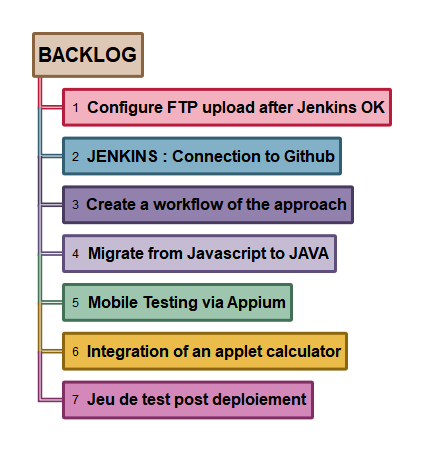 BACKLOG
1 Configure FTP upload after Jenkins OK
2 JENKINS : Connection to Github
3 Create a workflow of the approach
4 Migrate from Javascript to JAVA
5 Mobile Testing via Appium
6 Integration of an applet calculator
7 Jeu de test post deploiement